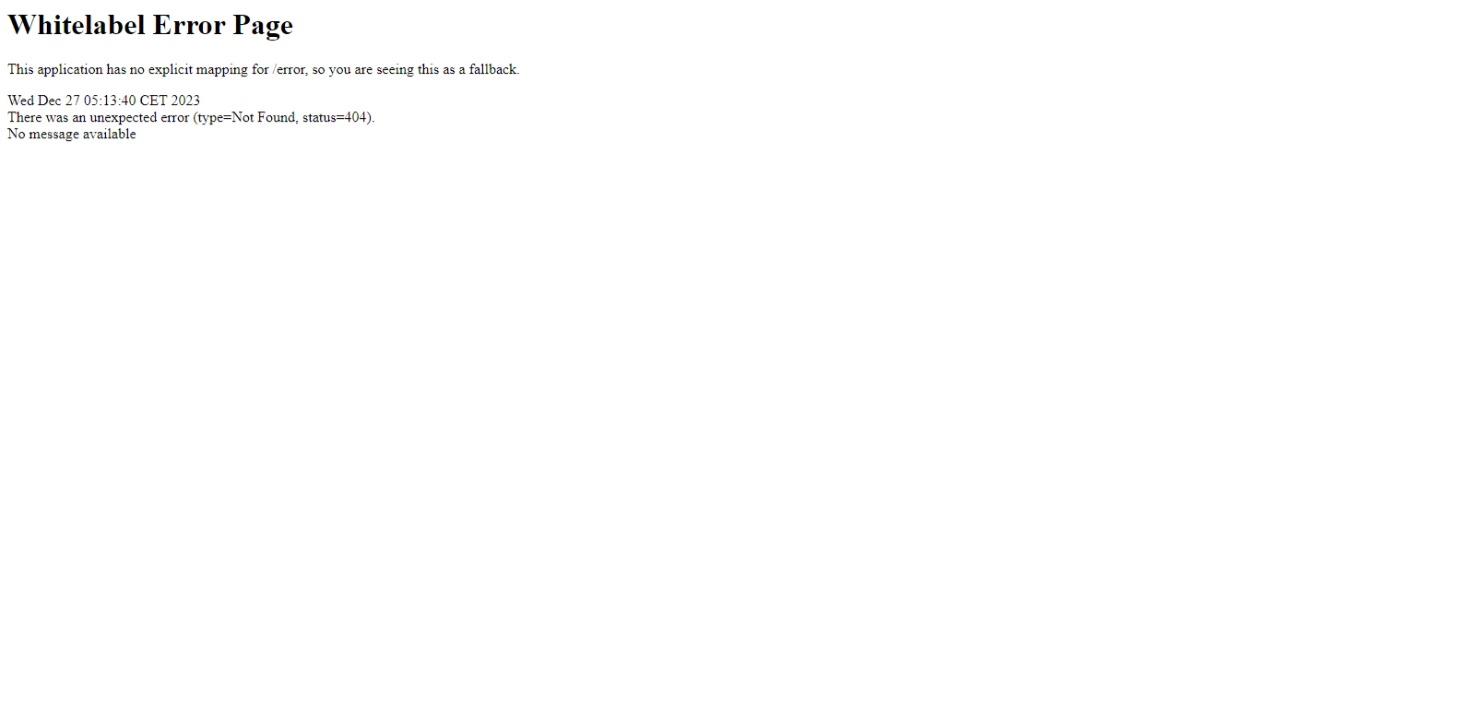 Whitelabel Error Page
This application has no explicit mapping for /error, so you are seeing this as a fallback.
Wed Dec 27 05:13:40 CET 2023
There was an unexpected error (type=Not Found, status=404).
No message available